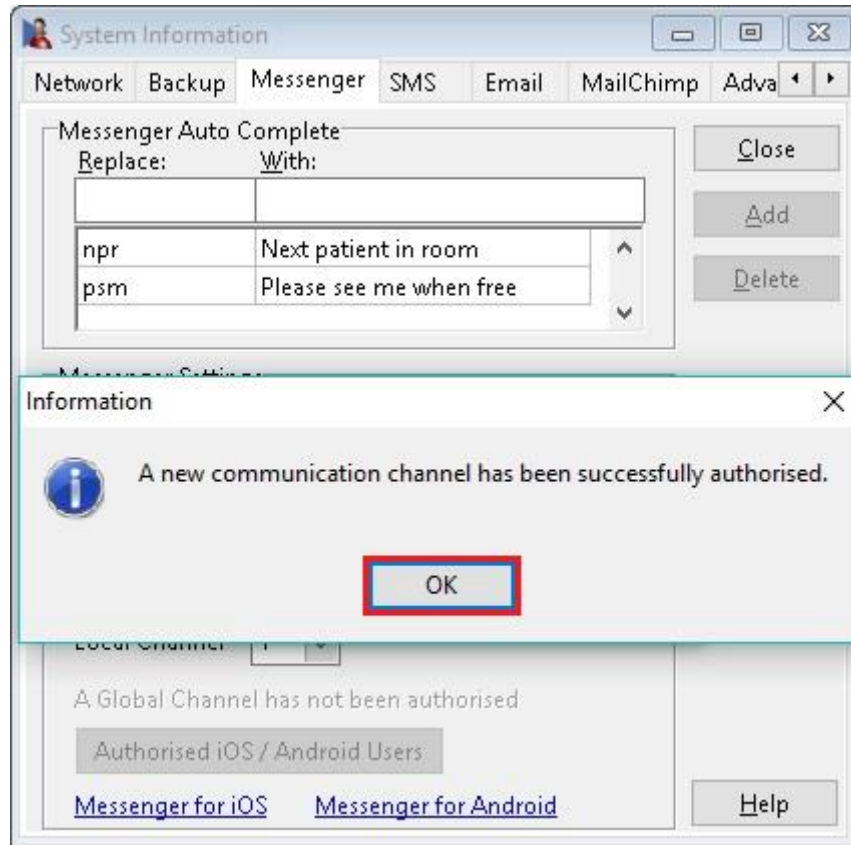 System Information
Network Backup Messenger SMS Email MailChimp Adva
Messenger Auto Complete
Replace: With:
Close
Add
npr Next patient in room
psm Please see me when free
Delete
Information
A new communication channel has been successfully authorised.
OK
A Global Channel has not been authorised
Authorised iOS / Android Users
Messenger for iOS Messenger for Android
Help